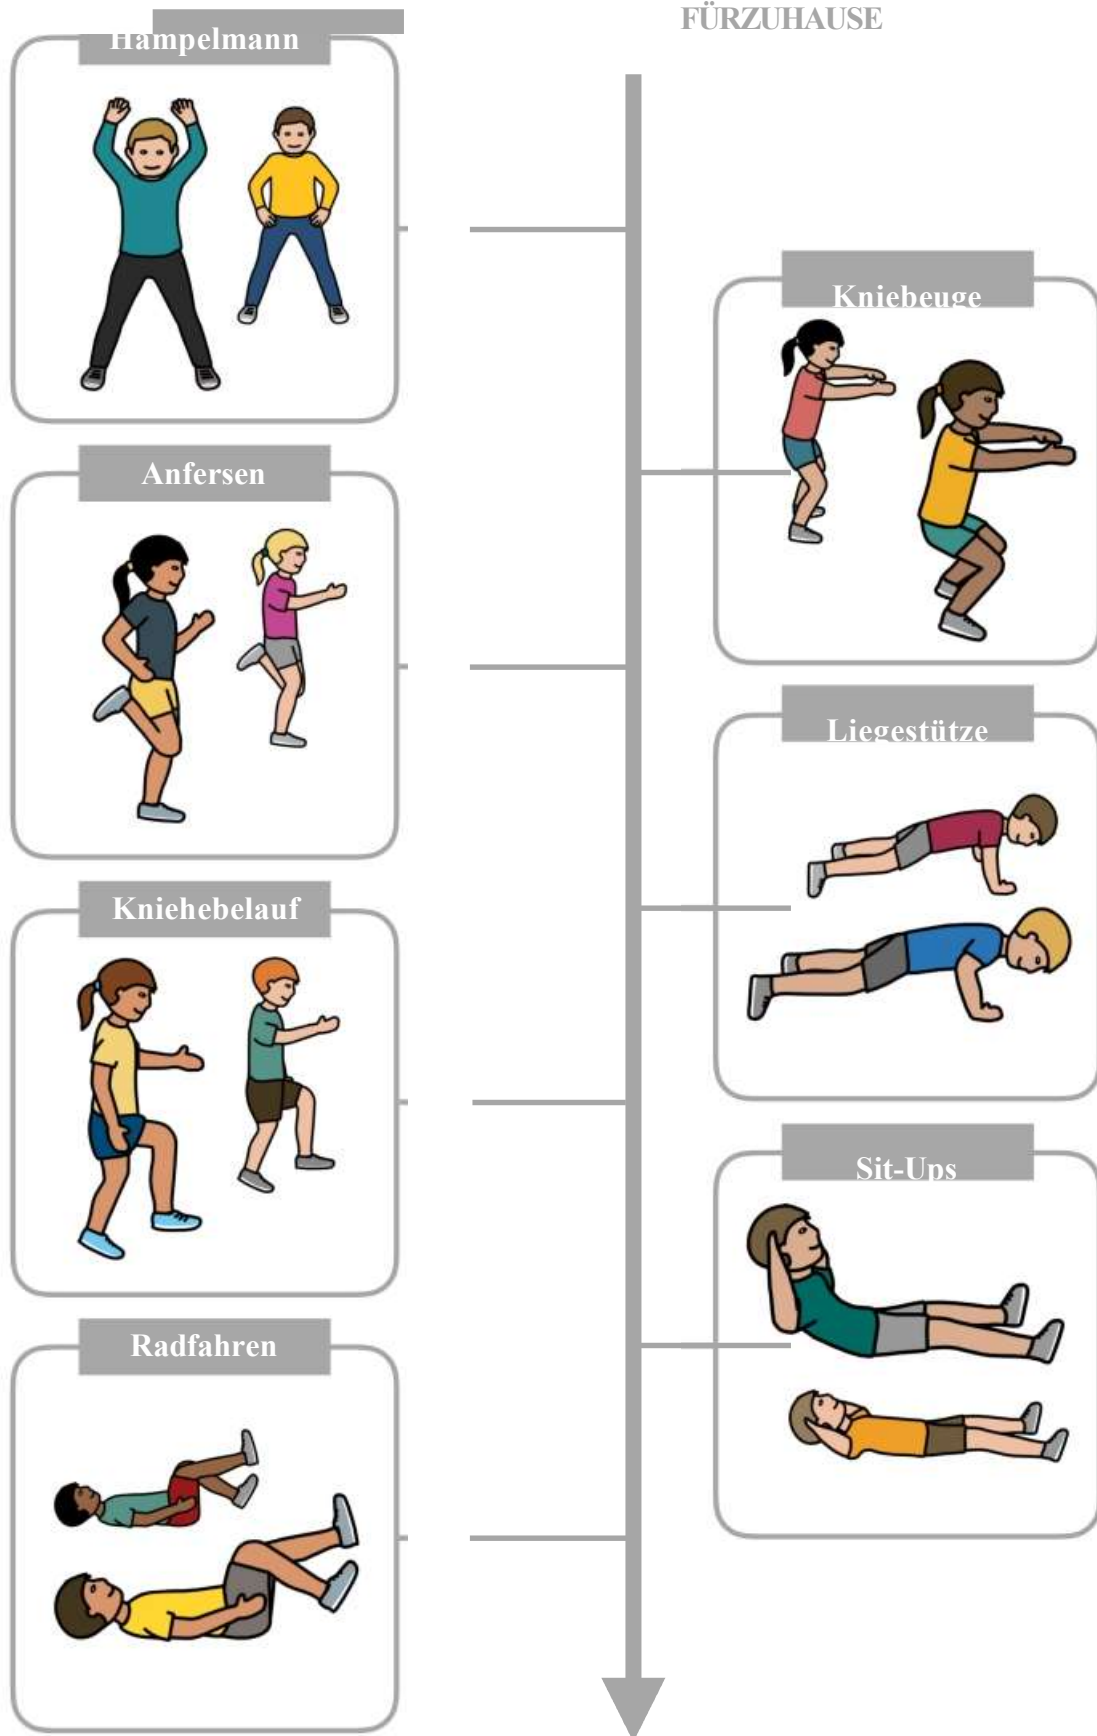 FÜRZUHAUSE
Hampelmann
Kniebeuge
Anfersen
Liegestütze
Kniehebelauf
Sit-Ups
Radfahren